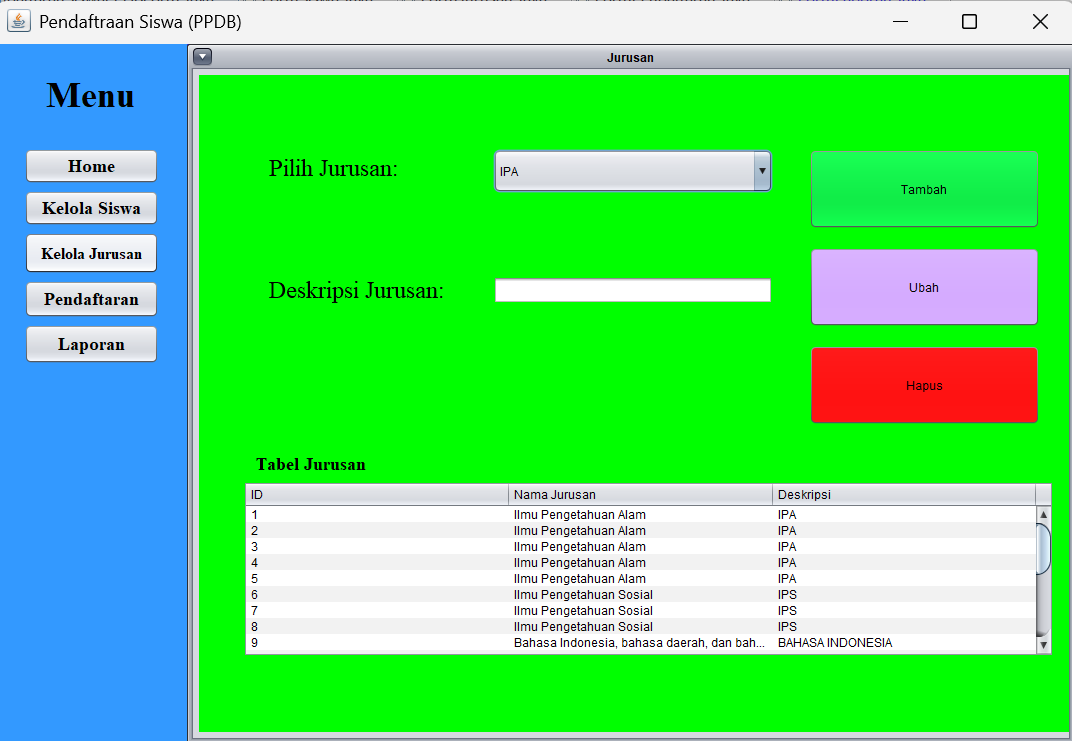 Pendaftraan Siswa (PPDB)
Jurusan
Menu
Home
Kelola Siswa
Kelola Jurusan
Pendaftaran
Laporan
Pilih Jurusan:
IPA
Tambah
Deskripsi Jurusan:
Ubah
Hapus
Tabel Jurusan
ID Nama Jurusan Deskripsi
1 Ilmu Pengetahuan Alam IPA
2 Ilmu Pengetahuan Alam IPA
3 Ilmu Pengetahuan Alam IPA
4 Ilmu Pengetahuan Alam IPA
5 Ilmu Pengetahuan Alam IPA
6 Ilmu Pengetahuan Sosial IPS
7 Ilmu Pengetahuan Sosial IPS
8 Ilmu Pengetahuan Sosial IPS
9 Bahasa Indonesia, bahasa daerah, dan bah... BAHASA INDONESIA